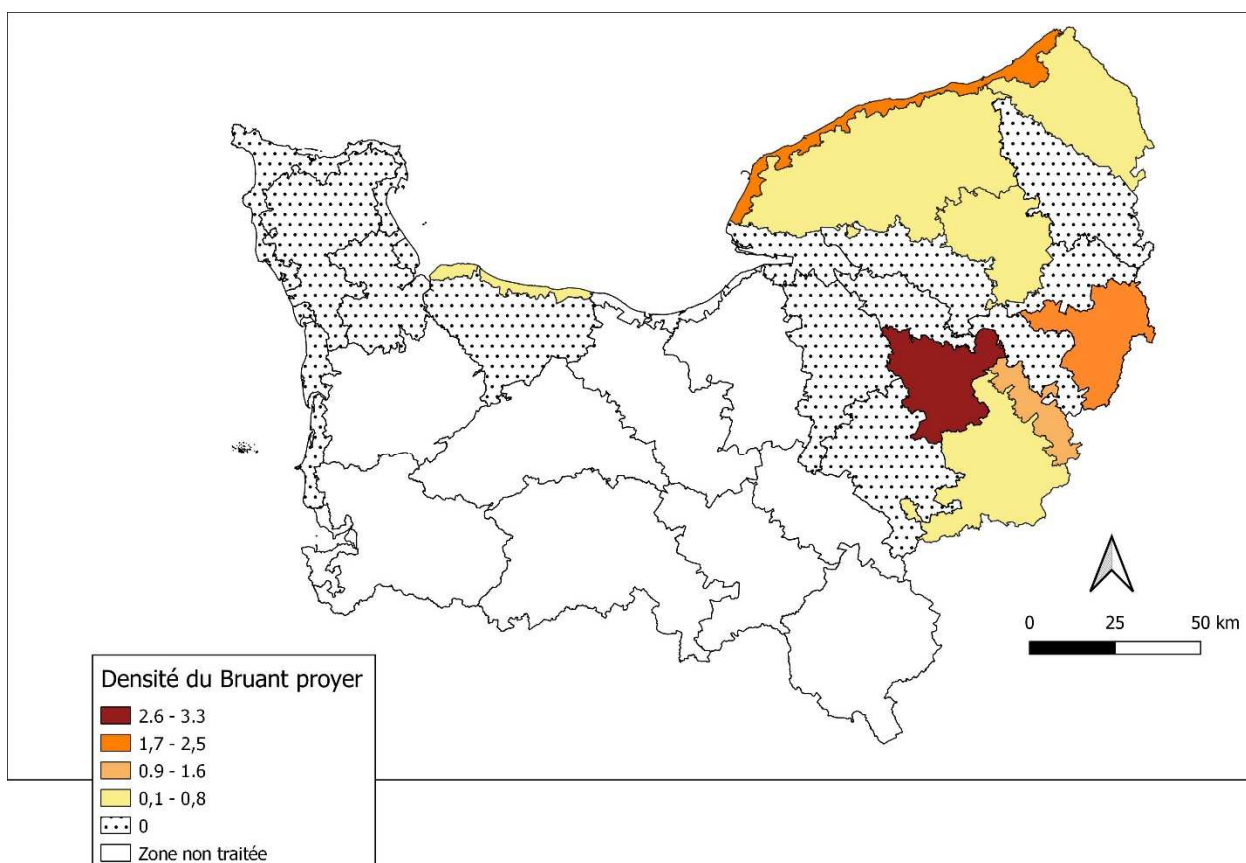 0 25 50 km
Densité du Bruant proyer
2.6 - 3.3
1,7 - 2,5
0.9 - 1.6
0,1 - 0,8
0
Zone non traitée